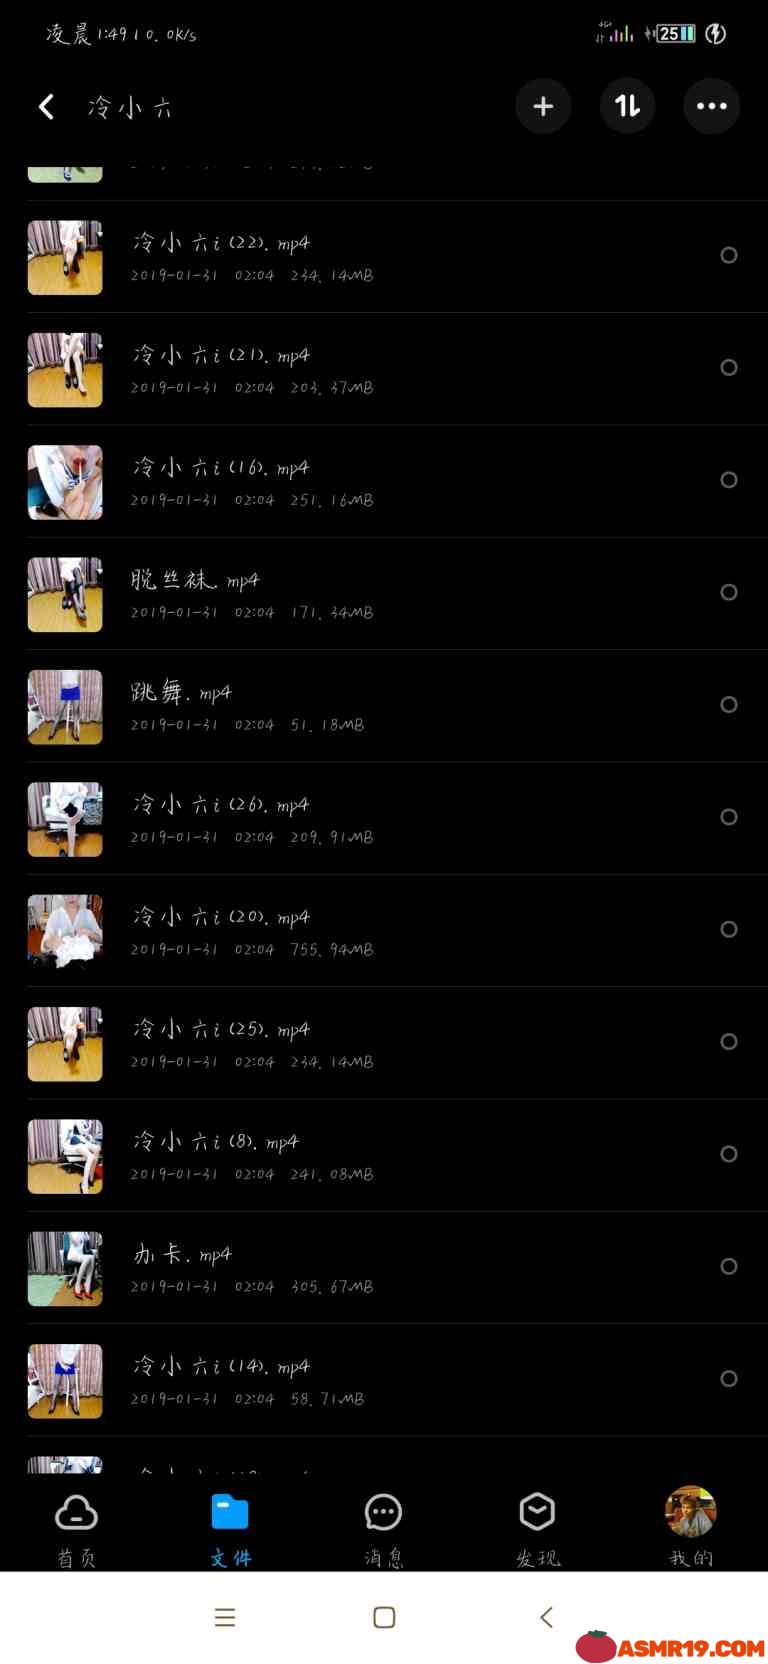 凌晨1:49 | 0.0K/s
4G+
25
冷小六
冷小六i(22).mp4
2019-01-31 02:04 234.14MB
冷小六i(21).mp4
2019-01-31 02:04 203.37MB
冷小六i(16).mp4
2019-01-31 02:04 251.16MB
脱丝袜.mp4
2019-01-31 02:04 171.34MB
跳舞.mp4
2019-01-31 02:04 51.18MB
冷小六i(26).mp4
2019-01-31 02:04 209.91MB
冷小六i(20).mp4
2019-01-31 02:04 755.94MB
冷小六i(25).mp4
2019-01-31 02:04 234.14MB
冷小六i(8).mp4
2019-01-31 02:04 241.08MB
办卡.mp4
2019-01-31 02:04 305.67MB
冷小六i(14).mp4
2019-01-31 02:04 58.71MB
首页 文件 消息 发现 我的
ASMR19.COM